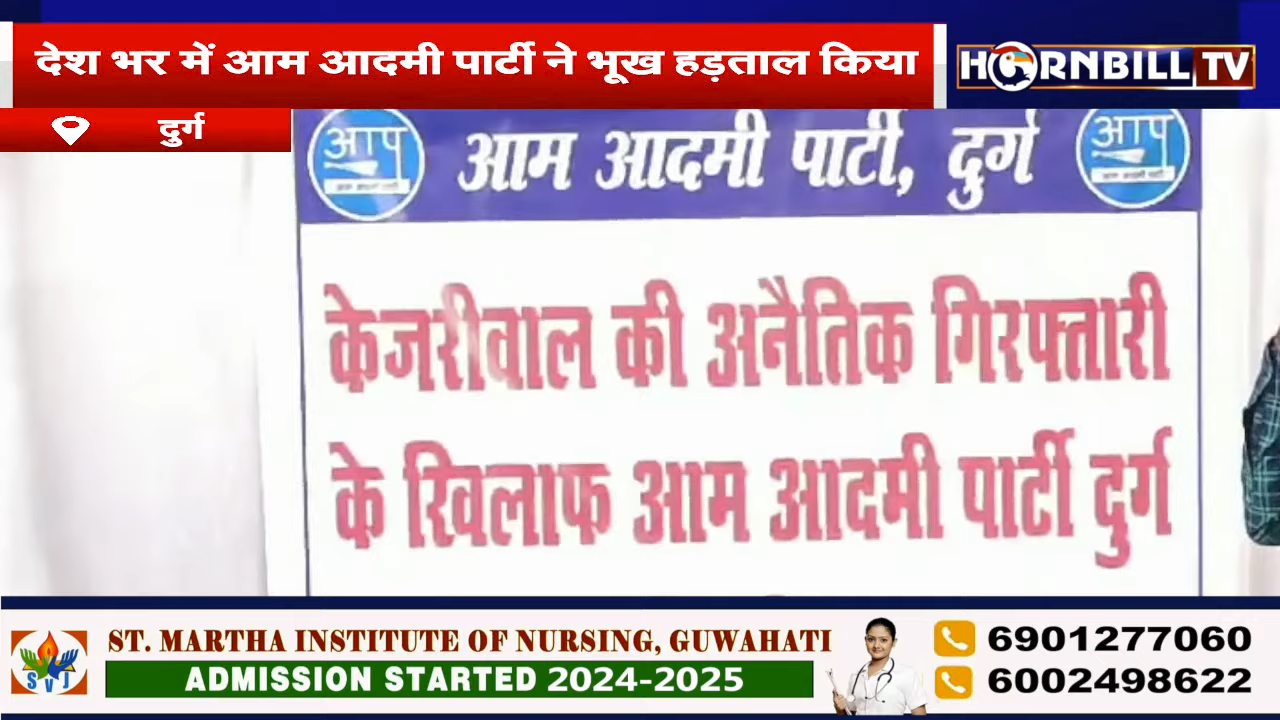 देश भर में आम आदमी पार्टी ने भूख हड़ताल किया
HORNBILL TV
दुर्ग
आप
आम आदमी पार्टी, दुर्ग
आप
केजरीवाल की अनैतिक गिरफ्तारी
के खिलाफ आम आदमी पार्टी दुर्ग
ST. MARTHA INSTITUTE OF NURSING, GUWAHATI
6901277060
SVJ
ADMISSION STARTED 2024-2025
6002498622